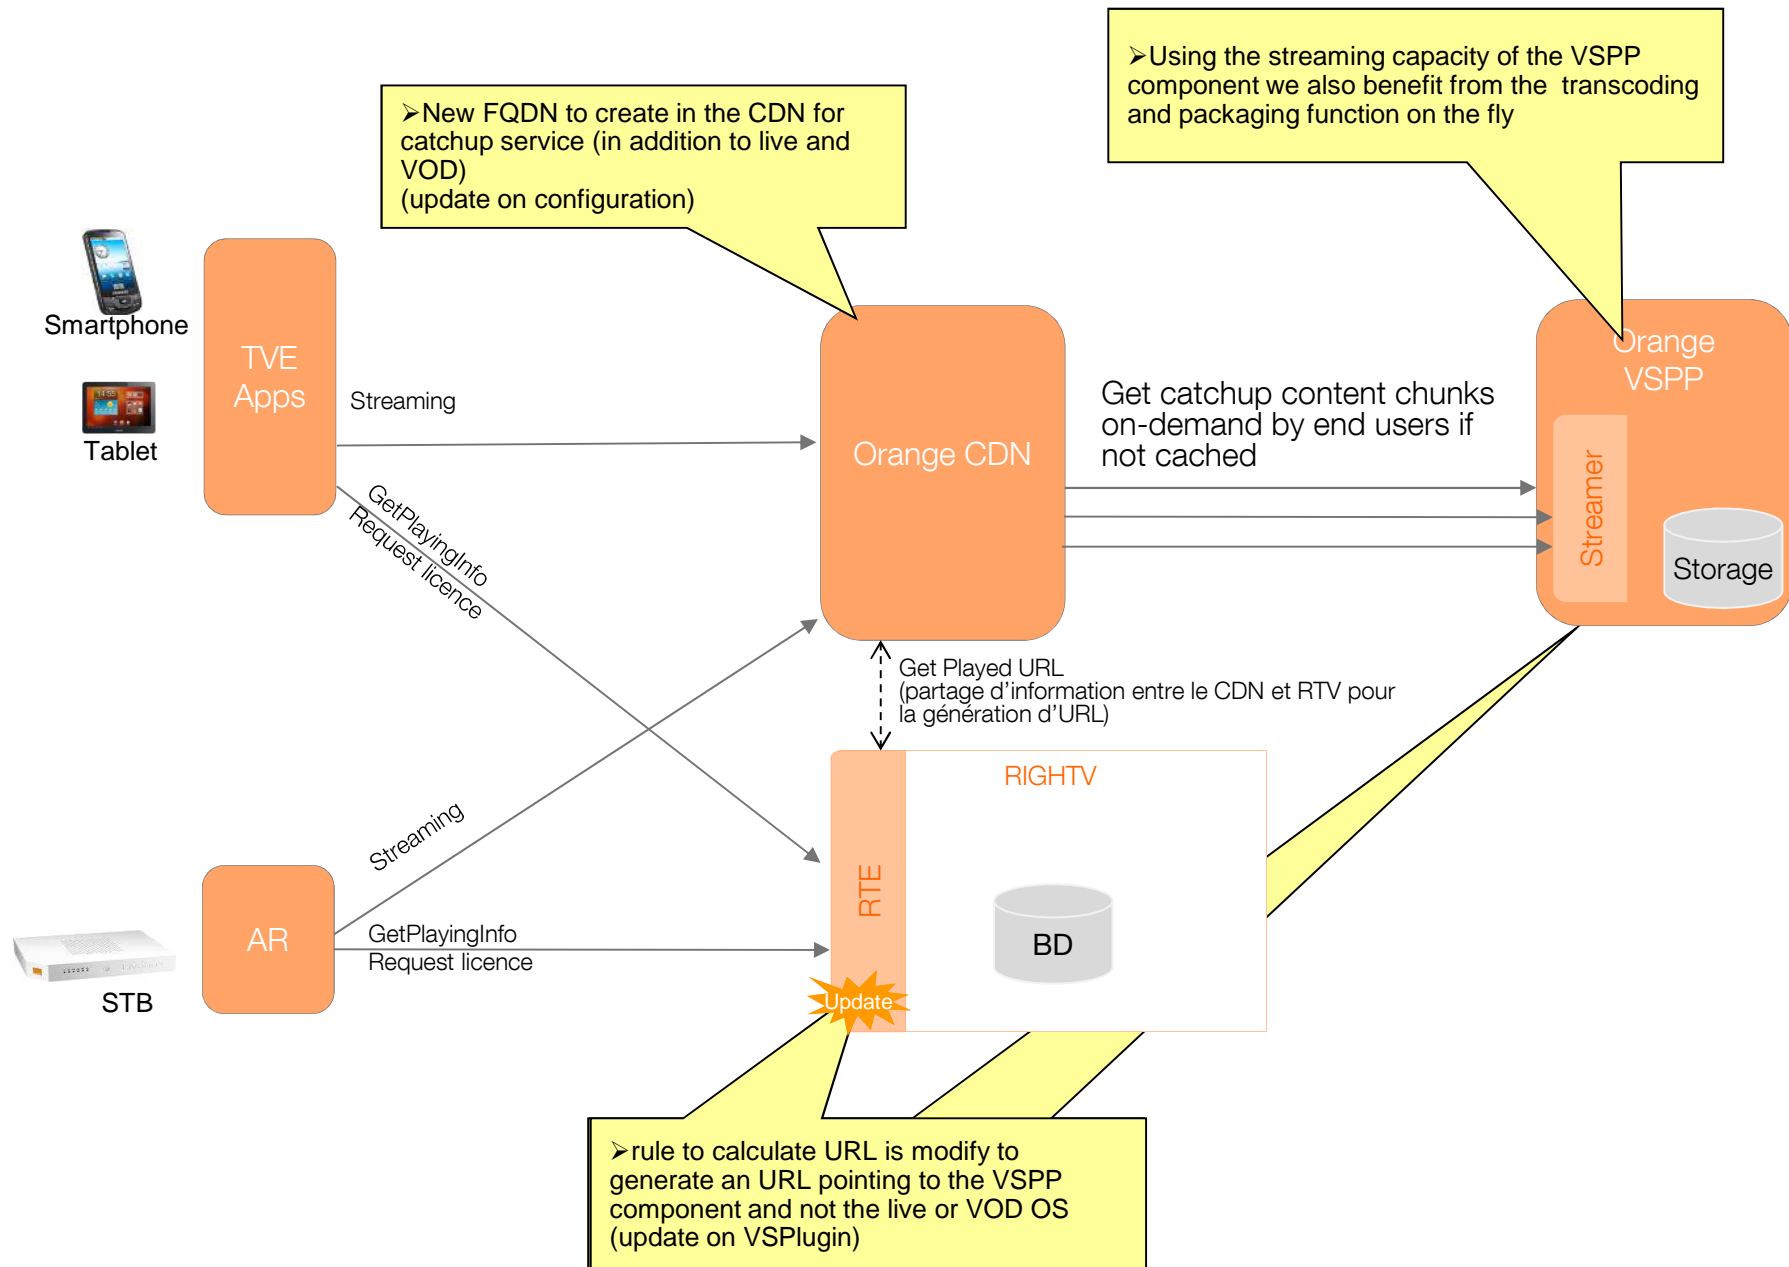 ➢Using the streaming capacity of the VSPP
component we also benefit from the  transcoding
and packaging function on the fly
➢New FQDN to create in the CDN for
catchup service (in addition to live and
VOD)
(update on configuration)
Smartphone
Tablet
TVE
Apps
Streaming
GetPlayingInfo
Request licence
Orange CDN
Get catchup content chunks
on-demand by end users if
not cached
Orange
VSPP
Streamer
Storage
Get Played URL
(partage d'information entre le CDN et RTV pour
la génération d'URL)
RIGHTV
RTE
BD
Update
Streaming
AR
GetPlayingInfo
Request licence
STB
➢rule to calculate URL is modify to
generate an URL pointing to the VSPP
component and not the live or VOD OS
(update on VSPlugin)